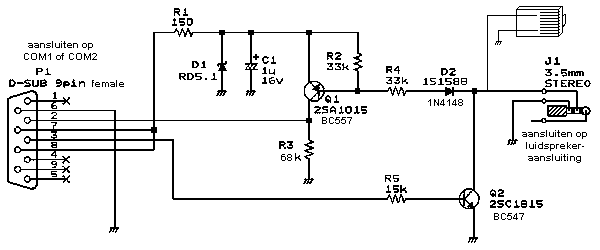 aansluiten op
COM1 of COM2
P1
D-SUB 9pin female
1
6
2
7
3
8
4
9
5
R1
150
D1
RD5.1
+
C1
1u
16v
R2
33k
Q1
2SA1015
BC557
R3
68k
R4
33k
D2
1S1588
1N4148
R5
15k
Q2
2SC1815
BC547
J1
3.5mm
STEREO
aansluiten op
luidspreker-
aansluiting